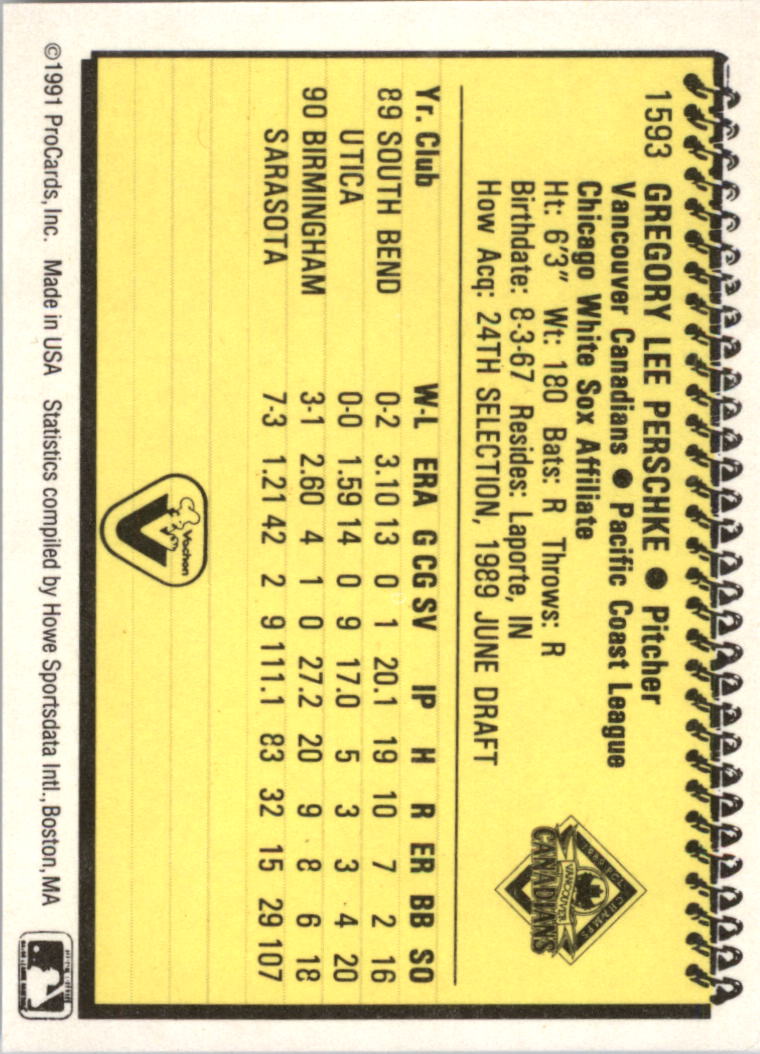 1593 GREGORY LEE PERSCHKE ● Pitcher
Vancouver Canadians ● Pacific Coast League
Chicago White Sox Affiliate
Ht: 6'3" Wt: 180 Bats: R Throws: R
Birthdate: 8-3-67 Resides: Laporte, IN
How Acq: 24TH SELECTION, 1989 JUNE DRAFT
VANCOUVER
CANADIANS
Yr. Club W-L ERA G CG SV IP H R ER BB SO
89 SOUTH BEND 0-2 3.10 13 0 1 20.1 19 10 7 2 16
UTICA 0-0 1.59 14 0 9 17.0 5 3 3 4 20
90 BIRMINGHAM 3-1 2.60 4 1 0 27.2 20 9 8 6 18
SARASOTA 7-3 1.21 42 2 9 111.1 83 32 15 29 107
Vachon
©1991 ProCards, Inc. Made in USA Statistics compiled by Howe Sportsdata Intl., Boston, MA